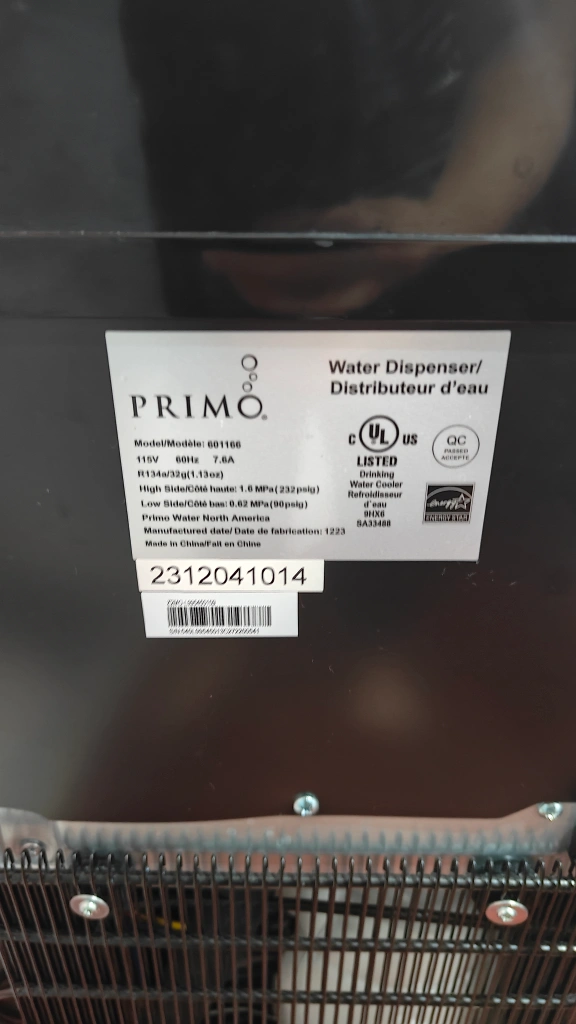 PRIMO®
Water Dispenser/
Distributeur d'eau
Model/Modèle: 601166
115V 60Hz 7.6A
R134a/32g(1.13oz)
High Side/Côté haute: 1.6 MPa(232psig)
Low Side/Côté bas: 0.62 MPa(90psig)
Primo Water North America
Manufactured date/ Date de fabrication: 1223
Made in China/Fait en Chine
C UL US
LISTED
Drinking
Water Cooler
Refroidisseur
d'eau
9HX6
SA33488
QC
PASSED
ACCEPTE
energy
ENERGY STAR
2312041014